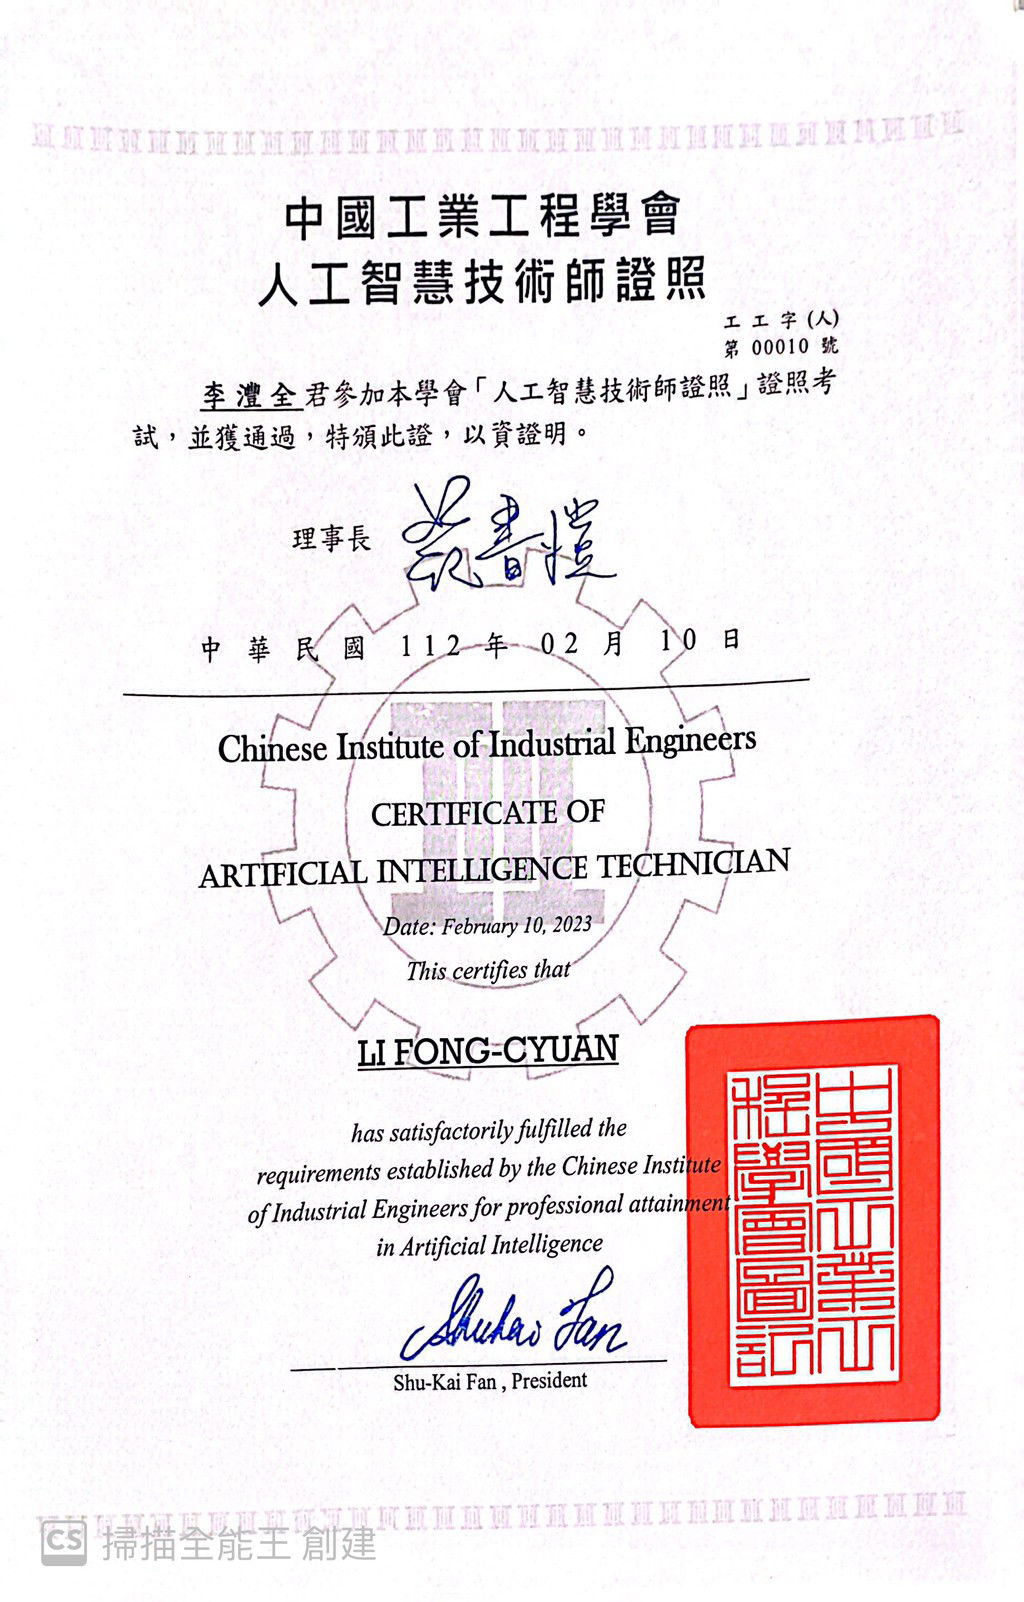 中國工業工程學會
人工智慧技術師證照
工工字(人)
第 00010 號
李灃全君參加本學會「人工智慧技術師證照」證照考
試，並獲通過，特頒此證，以資證明。
理事長 范書愷
中華民國 112 年 02 月 10 日
Chinese Institute of Industrial Engineers
CERTIFICATE OF
ARTIFICIAL INTELLIGENCE TECHNICIAN
Date: February 10, 2023
This certifies that
LI FONG-CYUAN
has satisfactorily fulfilled the
requirements established by the Chinese Institute
of Industrial Engineers for professional attainment
in Artificial Intelligence
Shukai Fan
Shu-Kai Fan , President
中國工業工
程學會圖記
CS 掃描全能王 創建